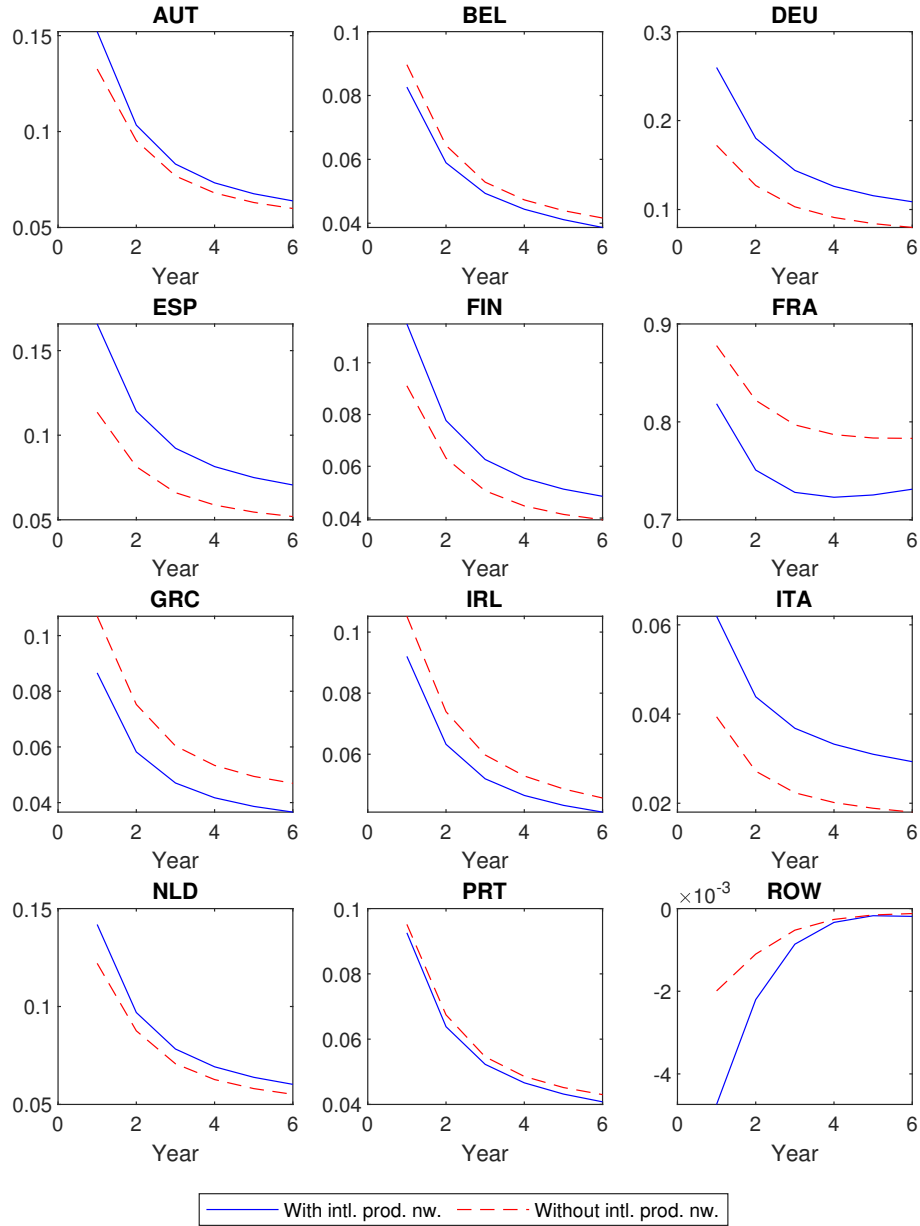 AUT
0.15
0.1
0.05
0 2 4 6
Year
BEL
0.1
0.08
0.06
0.04
0 2 4 6
Year
DEU
0.3
0.2
0.1
0 2 4 6
Year
ESP
0.15
0.1
0.05
0 2 4 6
Year
FIN
0.1
0.08
0.06
0.04
0 2 4 6
Year
FRA
0.9
0.8
0.7
0 2 4 6
Year
GRC
0.1
0.08
0.06
0.04
0 2 4 6
Year
IRL
0.1
0.08
0.06
0 2 4 6
Year
ITA
0.06
0.04
0.02
0 2 4 6
Year
NLD
0.15
0.1
0.05
0 2 4 6
Year
PRT
0.1
0.08
0.06
0.04
0 2 4 6
Year
ROW
×10⁻³
0
-2
-4
0 2 4 6
Year
With intl. prod. nw. Without intl. prod. nw.